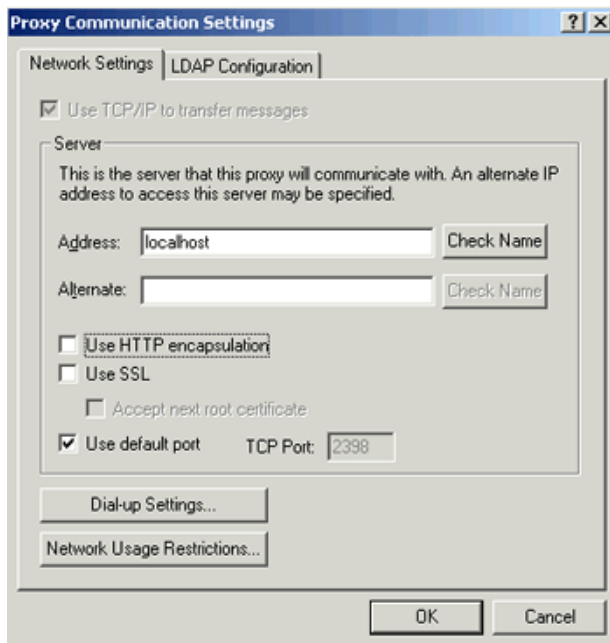 Proxy Communication Settings
Network Settings
LDAP Configuration
Use TCP/IP to transfer messages
Server
This is the server that this proxy will communicate with. An alternate IP
address to access this server may be specified.
Address: localhost Check Name
Alternate: Check Name
Use HTTP encapsulation
Use SSL
Accept next root certificate
Use default port TCP Port: 2398
Dial-up Settings...
Network Usage Restrictions...
OK Cancel